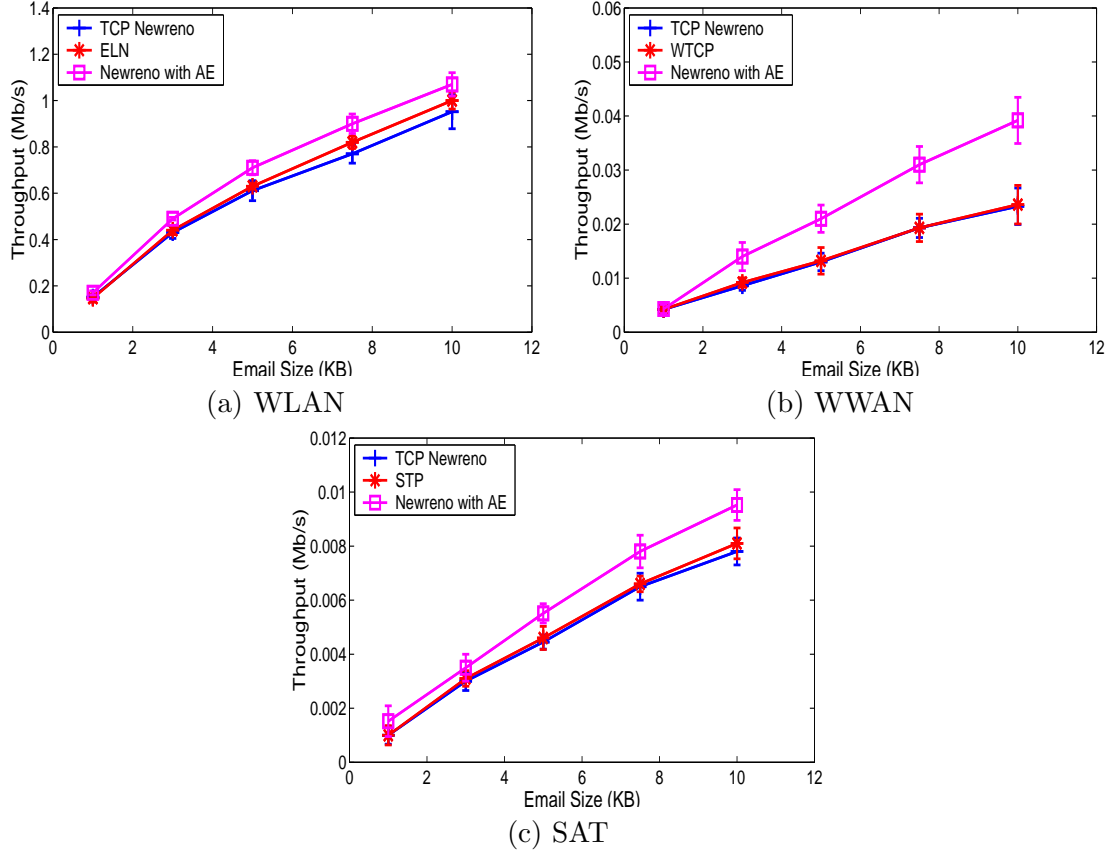 1.4
1.2
1
0.8
0.6
0.4
0.2
0
Throughput (Mb/s)
TCP Newreno
ELN
Newreno with AE
0 2 4 6 8 10 12
Email Size (KB)
(a) WLAN
0.06
0.05
0.04
0.03
0.02
0.01
0
Throughput (Mb/s)
TCP Newreno
WTCP
Newreno with AE
0 2 4 6 8 10 12
Email Size (KB)
(b) WWAN
0.012
0.01
0.008
0.006
0.004
0.002
0
Throughput (Mb/s)
TCP Newreno
STP
Newreno with AE
0 2 4 6 8 10 12
Email Size (KB)
(c) SAT